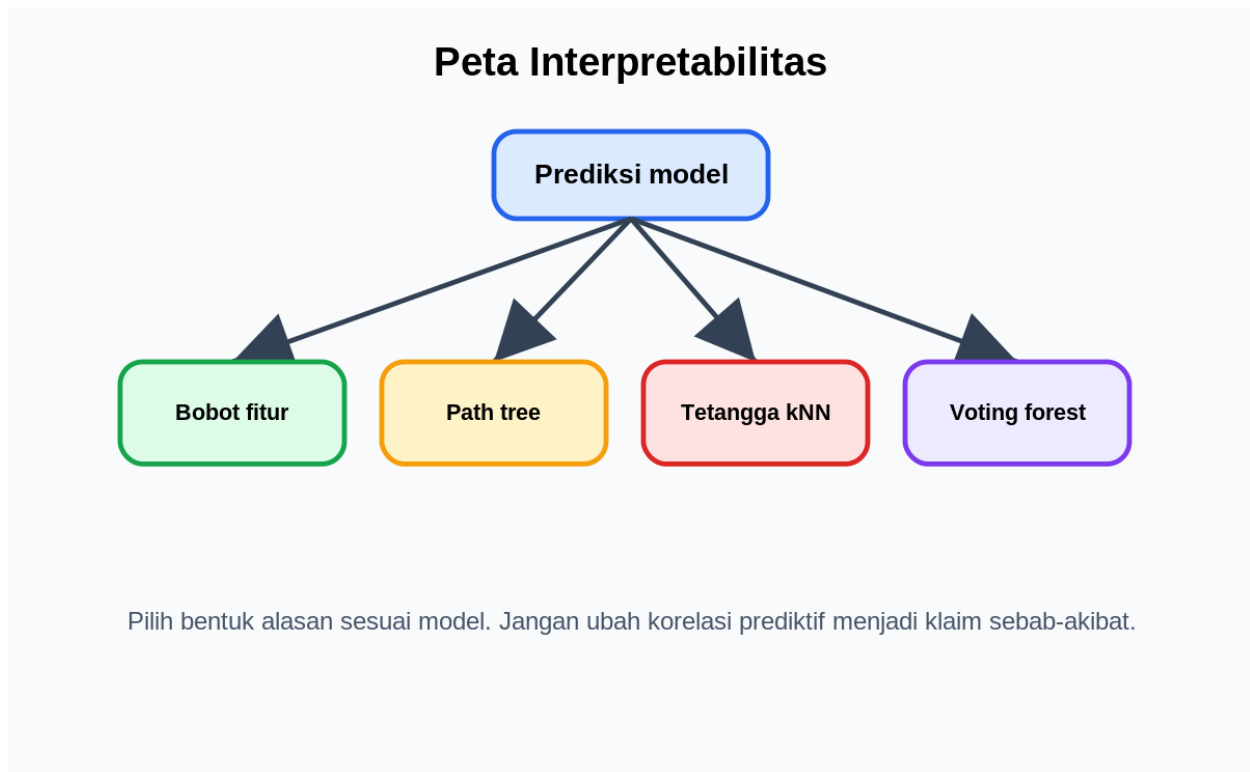 Peta Interpretabilitas
Prediksi model
Bobot fitur
Path tree
Tetangga kNN
Voting forest
Pilih bentuk alasan sesuai model. Jangan ubah korelasi prediktif menjadi klaim sebab-akibat.